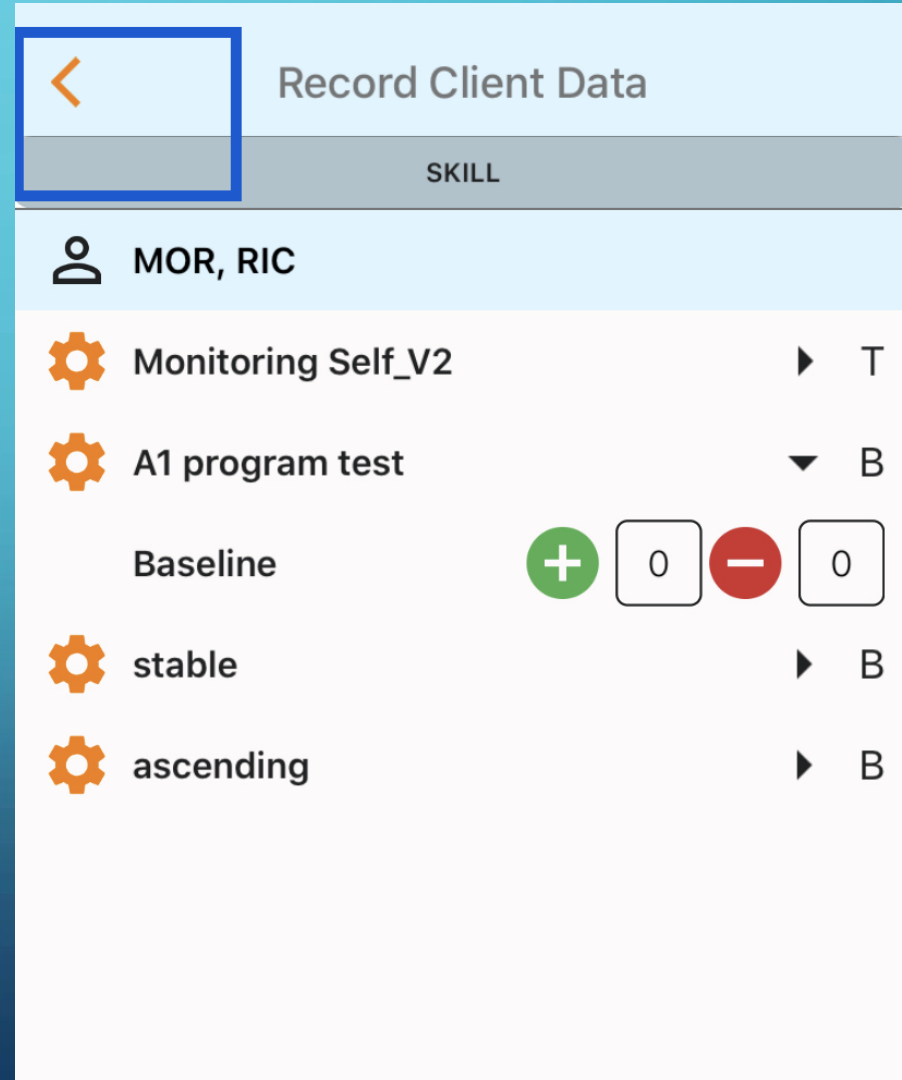 Record Client Data
SKILL
MOR, RIC
Monitoring Self_V2 T
A1 program test B
Baseline 0 0
stable B
ascending B